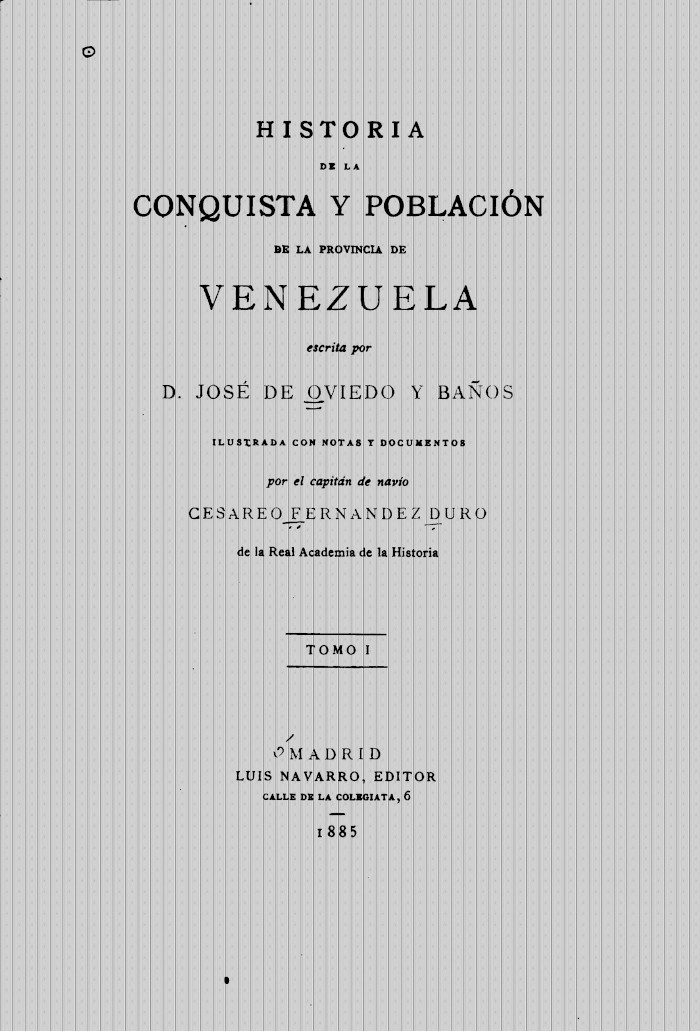 HISTORIA
DE LA
CONQUISTA Y POBLACIÓN
DE LA PROVINCIA DE
VENEZUELA
escrita por
D. JOSÉ DE OVIEDO Y BAÑOS
ILUSTRADA CON NOTAS Y DOCUMENTOS
por el capitán de navio
CESAREO FERNANDEZ DURO
de la Real Academia de la Historia
TOMO I
MADRID
LUIS NAVARRO, EDITOR
CALLE DE LA COLEGIATA, 6
1885